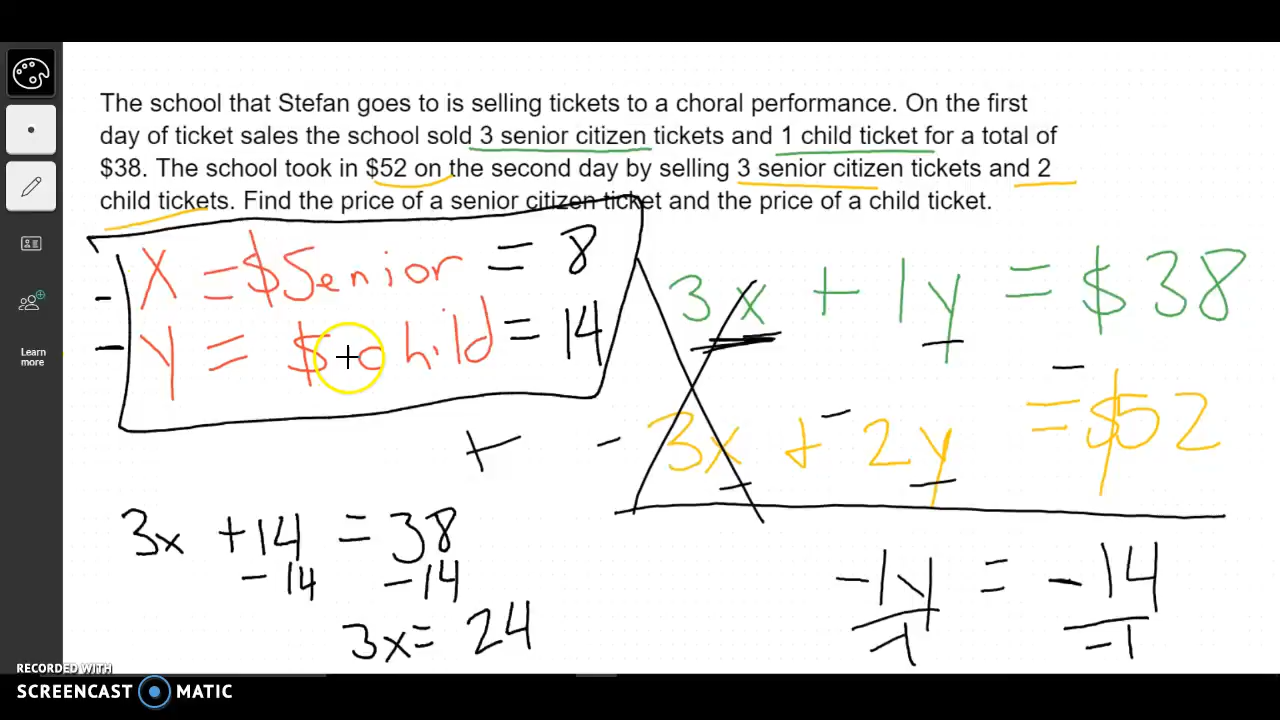 The school that Stefan goes to is selling tickets to a choral performance. On the first
day of ticket sales the school sold 3 senior citizen tickets and 1 child ticket for a total of
$38. The school took in $52 on the second day by selling 3 senior citizen tickets and 2
child tickets. Find the price of a senior citizen ticket and the price of a child ticket.
- X = $Senior = 8
- Y = $ child = 14
3x + 1y = $38
+ - 3x + - 2y = - $52
-1y = -14
-1 -1
3x + 14 = 38
- 14 - 14
3x = 24
Learn
more
RECORDED WITH
SCREENCAST MATIC